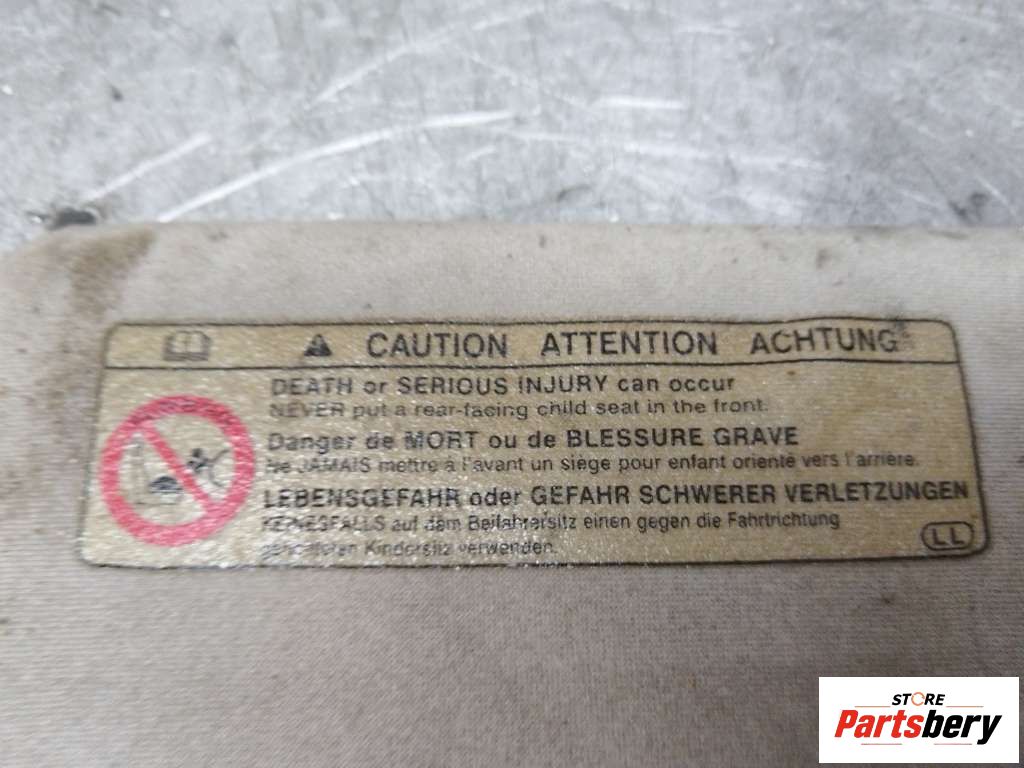 CAUTION ATTENTION ACHTUNG
DEATH or SERIOUS INJURY can occur
NEVER put a rear-facing child seat in the front.
Danger de MORT ou de BLESSURE GRAVE
Ne JAMAIS mettre à l'avant un siège pour enfant orienté vers l'arrière.
LEBENSGEFAHR oder GEFAHR SCHWERER VERLETZUNGEN
KEINESFALLS auf dem Beifahrersitz einen gegen die Fahrtrichtung
Kindersitz verwenden.
LL
STORE
Partsbery